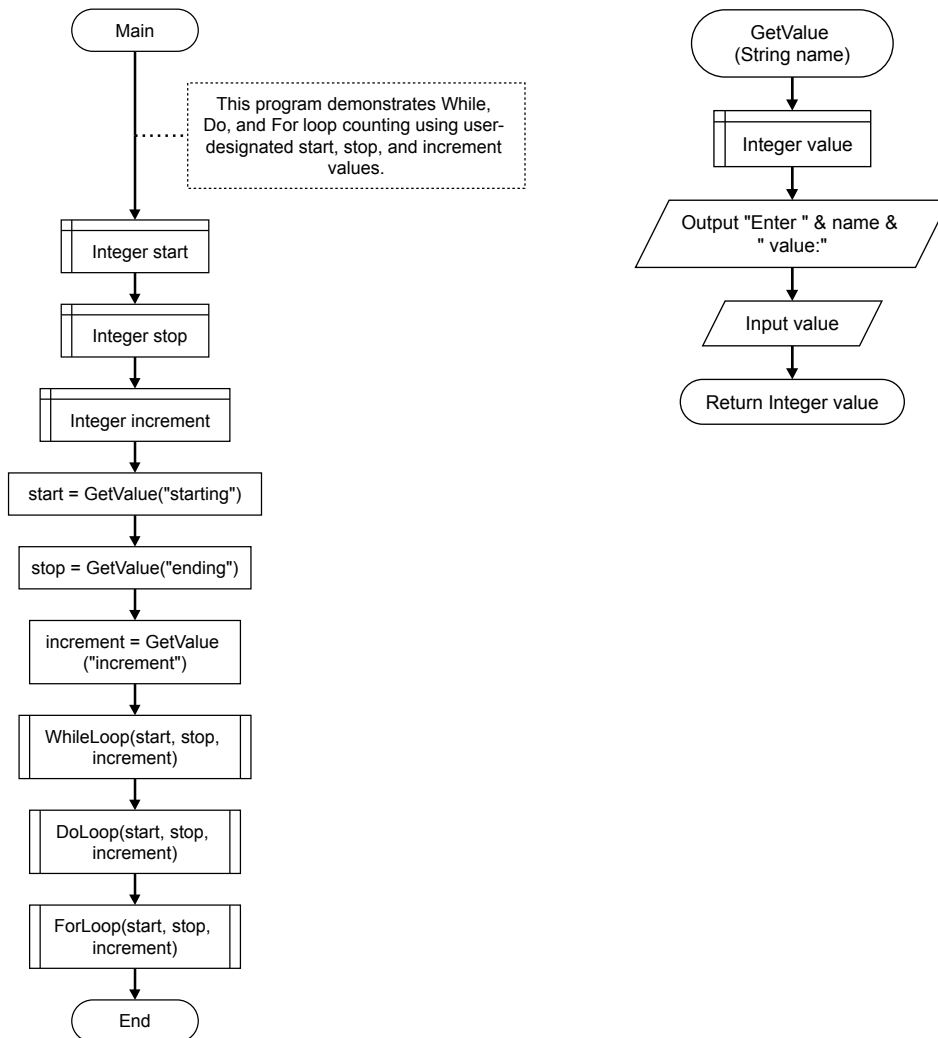 Main
This program demonstrates While,
Do, and For loop counting using user-
designated start, stop, and increment
values.
Integer start
Integer stop
Integer increment
start = GetValue("starting")
stop = GetValue("ending")
increment = GetValue
("increment")
WhileLoop(start, stop,
increment)
DoLoop(start, stop,
increment)
ForLoop(start, stop,
increment)
End
GetValue
(String name)
Integer value
Output "Enter " & name &
" value:"
Input value
Return Integer value